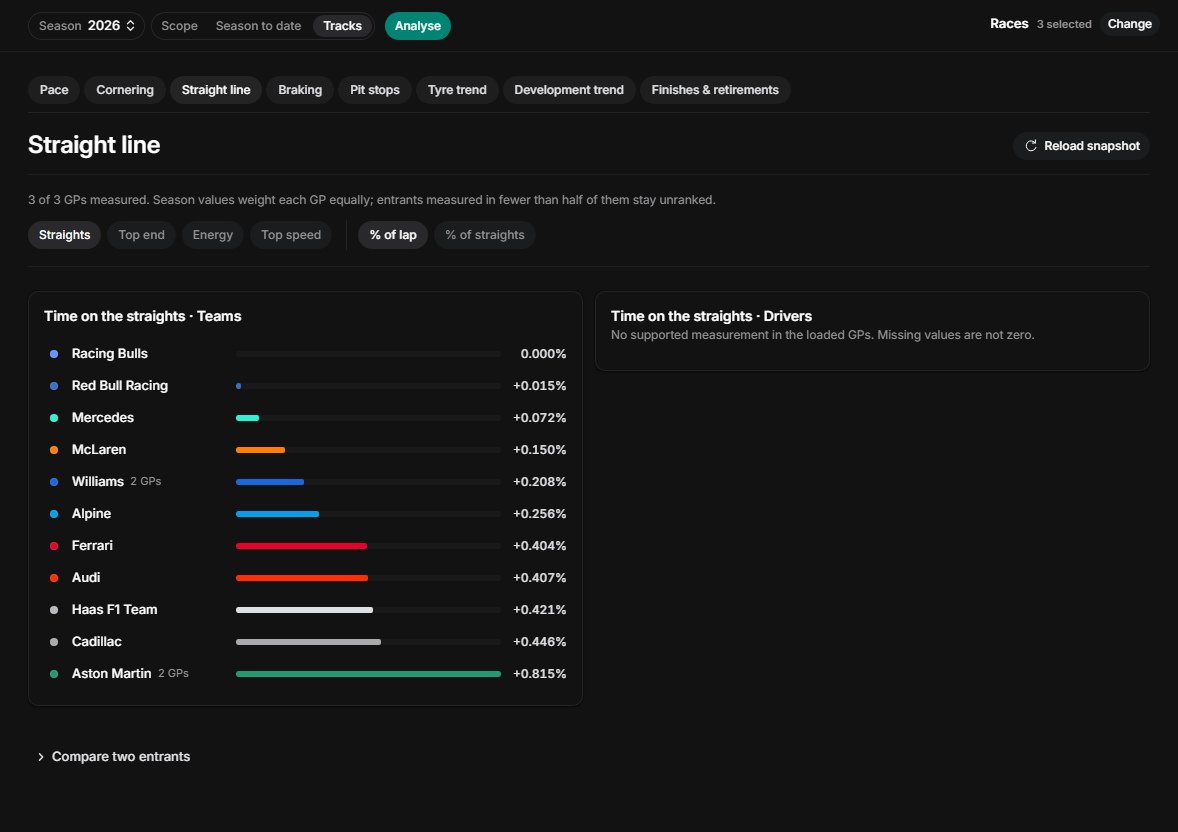 Season 2026 Scope Season to date Tracks Analyse Races 3 selected Change
Pace Cornering Straight line Braking Pit stops Tyre trend Development trend Finishes & retirements
Straight line Reload snapshot
3 of 3 GPs measured. Season values weight each GP equally; entrants measured in fewer than half of them stay unranked.
Straights Top end Energy Top speed % of lap % of straights
Time on the straights · Teams
Racing Bulls 0.000%
Red Bull Racing +0.015%
Mercedes +0.072%
McLaren +0.150%
Williams 2 GPs +0.208%
Alpine +0.256%
Ferrari +0.404%
Audi +0.407%
Haas F1 Team +0.421%
Cadillac +0.446%
Aston Martin 2 GPs +0.815%
Time on the straights · Drivers
No supported measurement in the loaded GPs. Missing values are not zero.
Compare two entrants